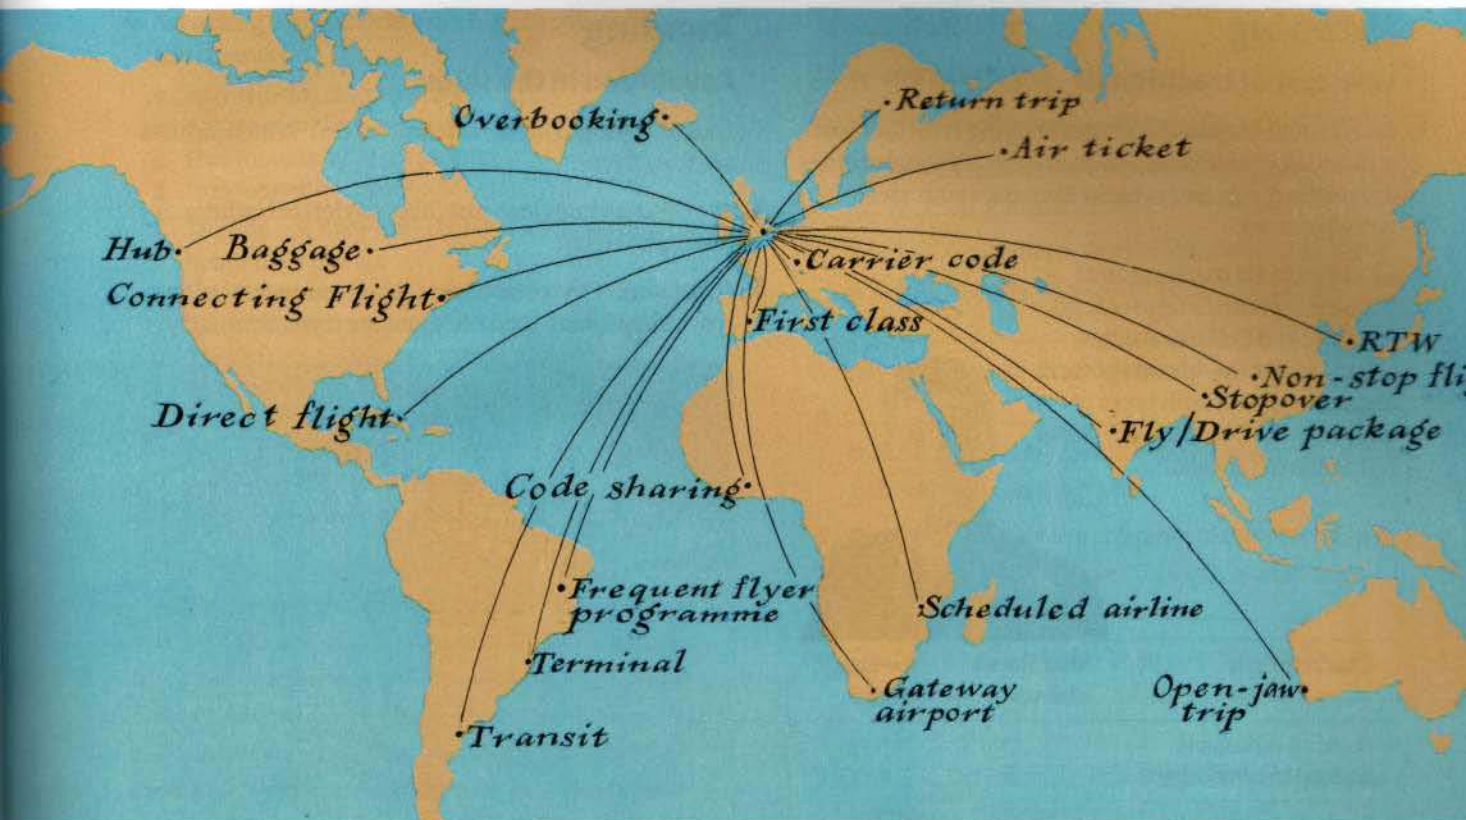 Overbooking
Return trip
Air ticket
Hub
Baggage
Carrier code
Connecting Flight
First class
RTW
Non-stop
Stopover
Direct flight
Fly/Drive package
Code sharing
Frequent flyer
programme
Scheduled airline
Terminal
Gateway
airport
Open-jaw
trip
Transit